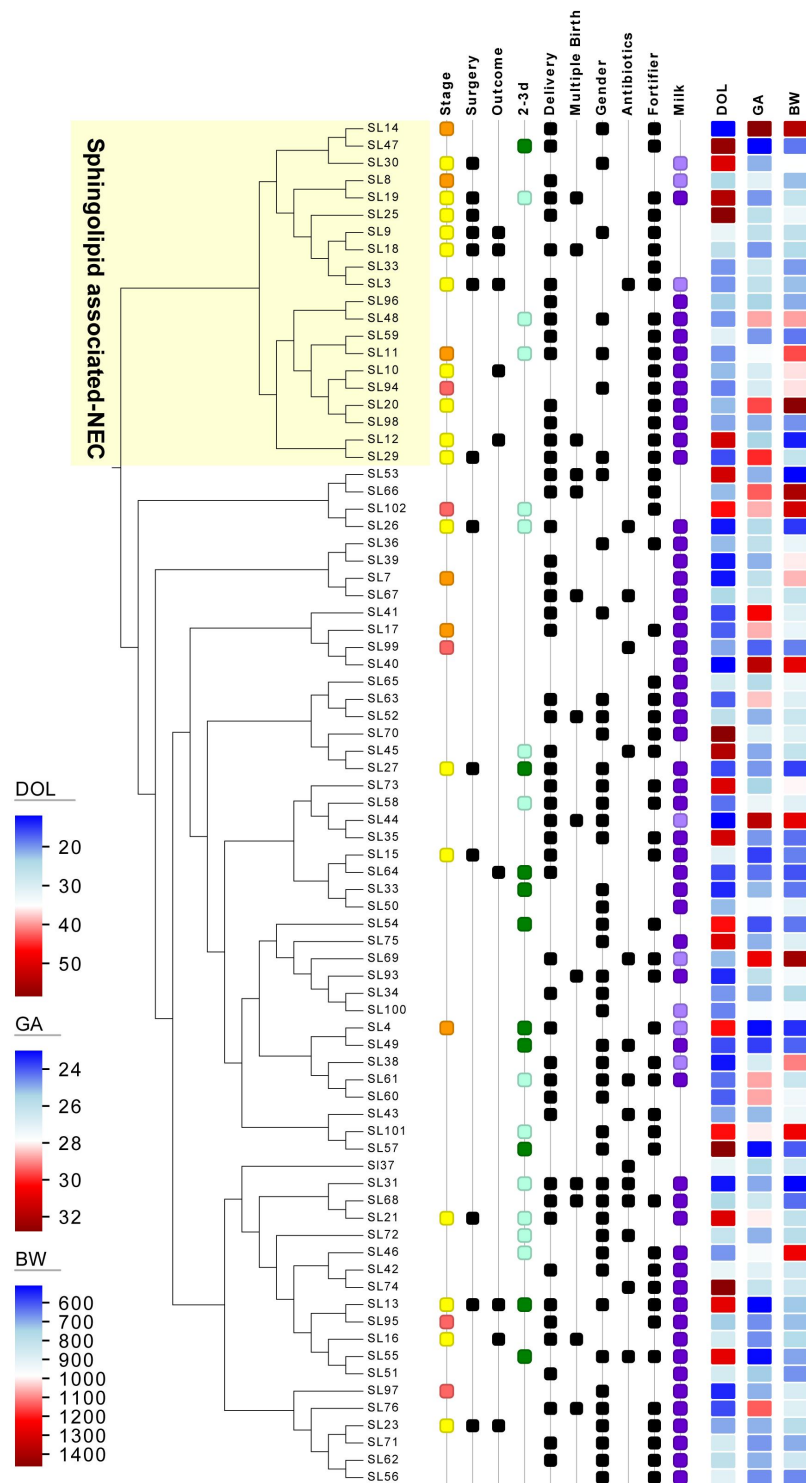 Stage
Surgery
Outcome
2-3d
Delivery
Multiple Birth
Gender
Antibiotics
Fortifier
Milk
DOL
GA
BW
Sphingolipid associated-NEC
SL14
SL47
SL30
SL8
SL19
SL25
SL9
SL18
SL33
SL3
SL96
SL48
SL59
SL11
SL10
SL94
SL20
SL98
SL12
SL29
SL53
SL66
SL102
SL26
SL36
SL39
SL7
SL67
SL41
SL17
SL99
SL40
SL65
SL63
SL52
SL70
SL45
SL27
SL73
SL58
SL44
SL35
SL15
SL64
SL33
SL50
SL54
SL75
SL69
SL93
SL34
SL100
SL4
SL49
SL38
SL61
SL60
SL43
SL101
SL57
Sl37
SL31
SL68
SL21
SL72
SL46
SL42
SL74
SL13
SL95
SL16
SL55
SL51
SL97
SL76
SL23
SL71
SL62
SL56
DOL
20
30
40
50
GA
24
26
28
30
32
BW
600
700
800
900
1000
1100
1200
1300
1400